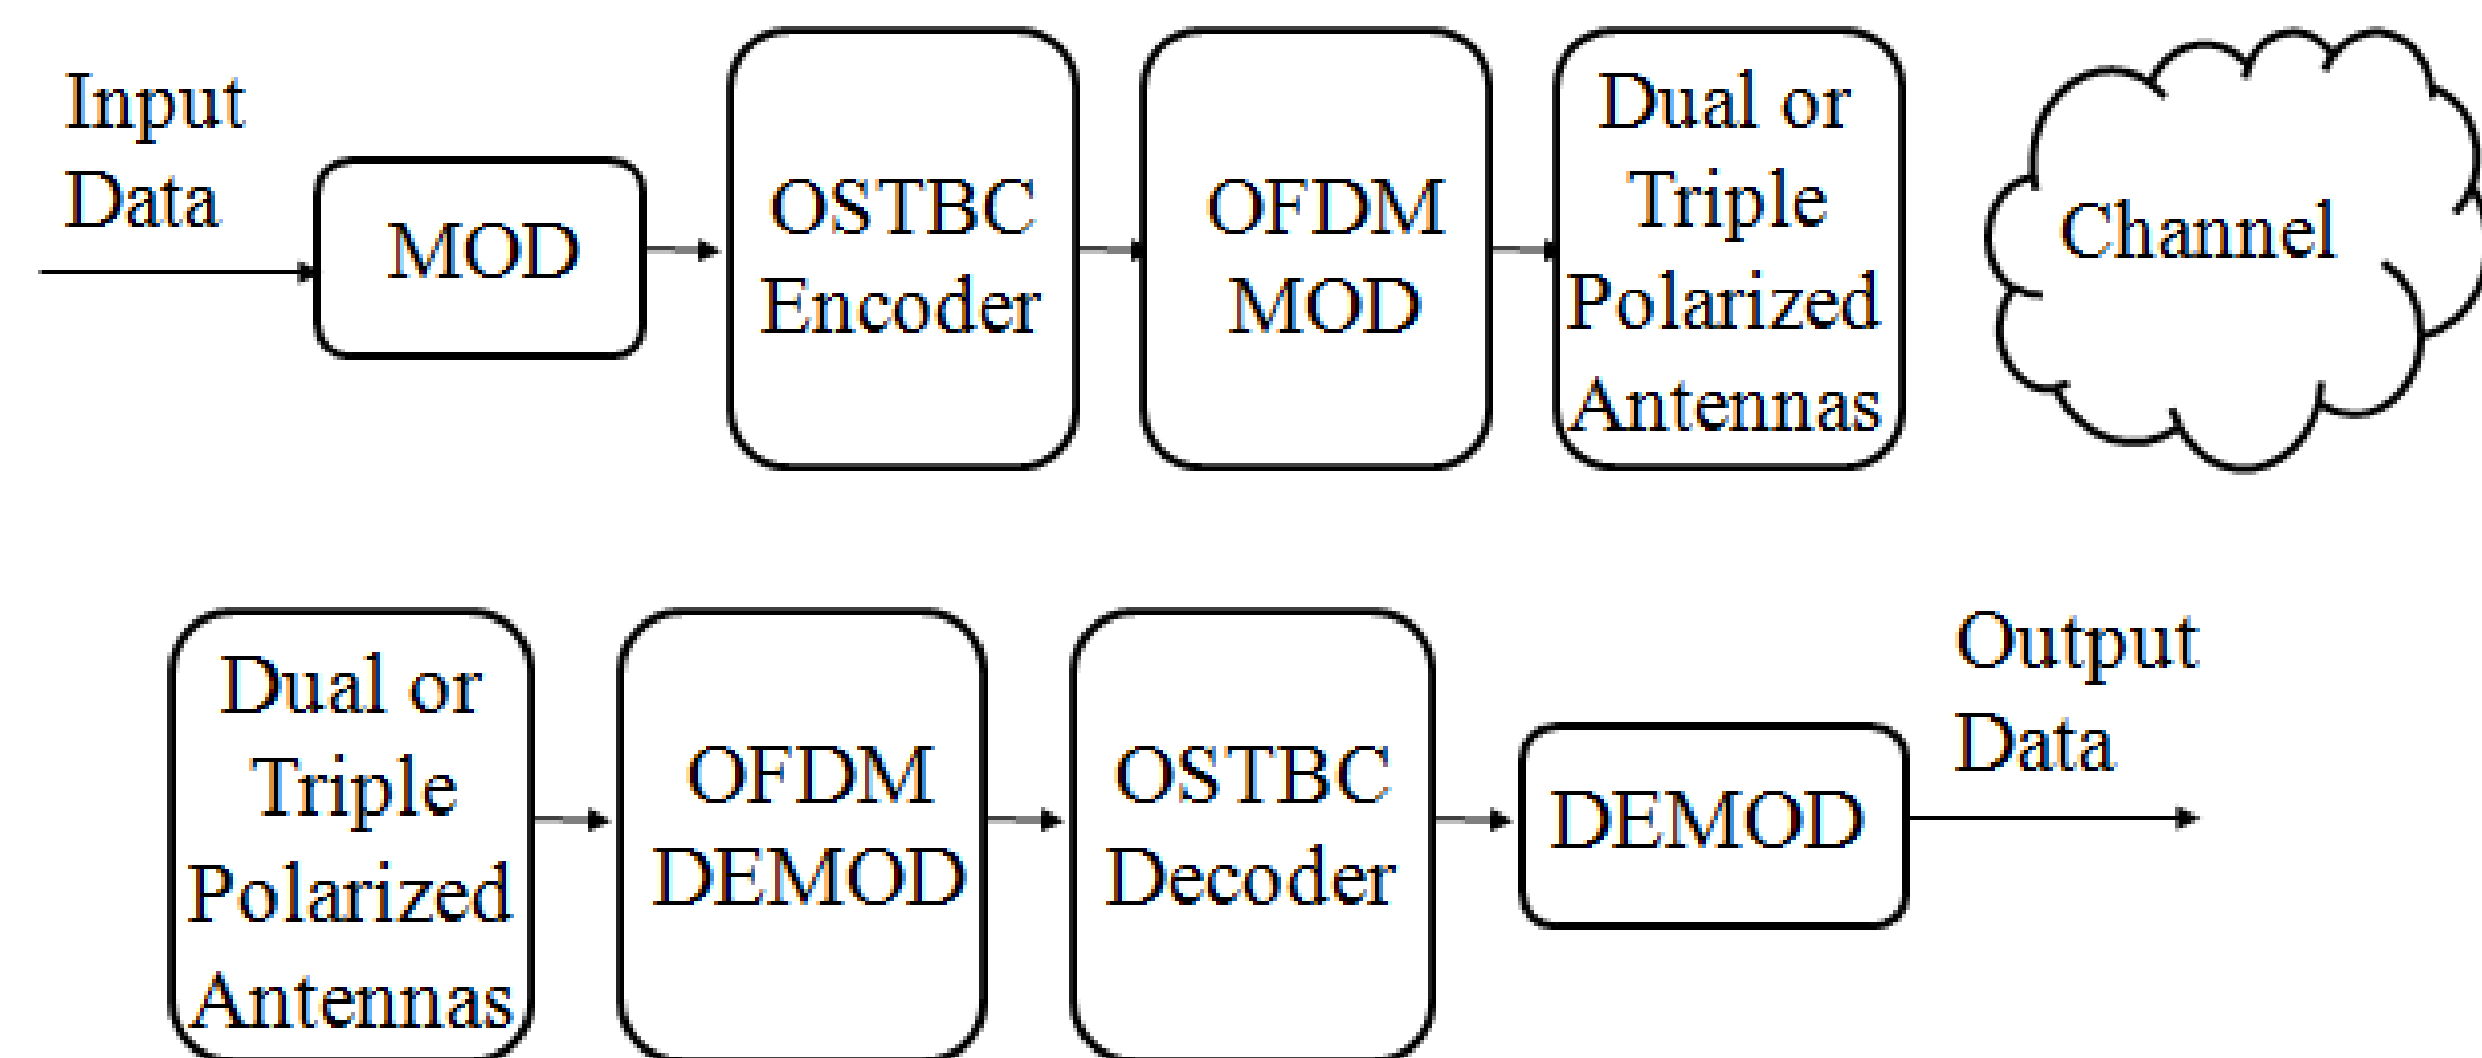 Input
Data
MOD
OSTBC
Encoder
OFDM
MOD
Dual or
Triple
Polarized
Antennas
Channel
Dual or
Triple
Polarized
Antennas
OFDM
DEMOD
OSTBC
Decoder
DEMOD
Output
Data